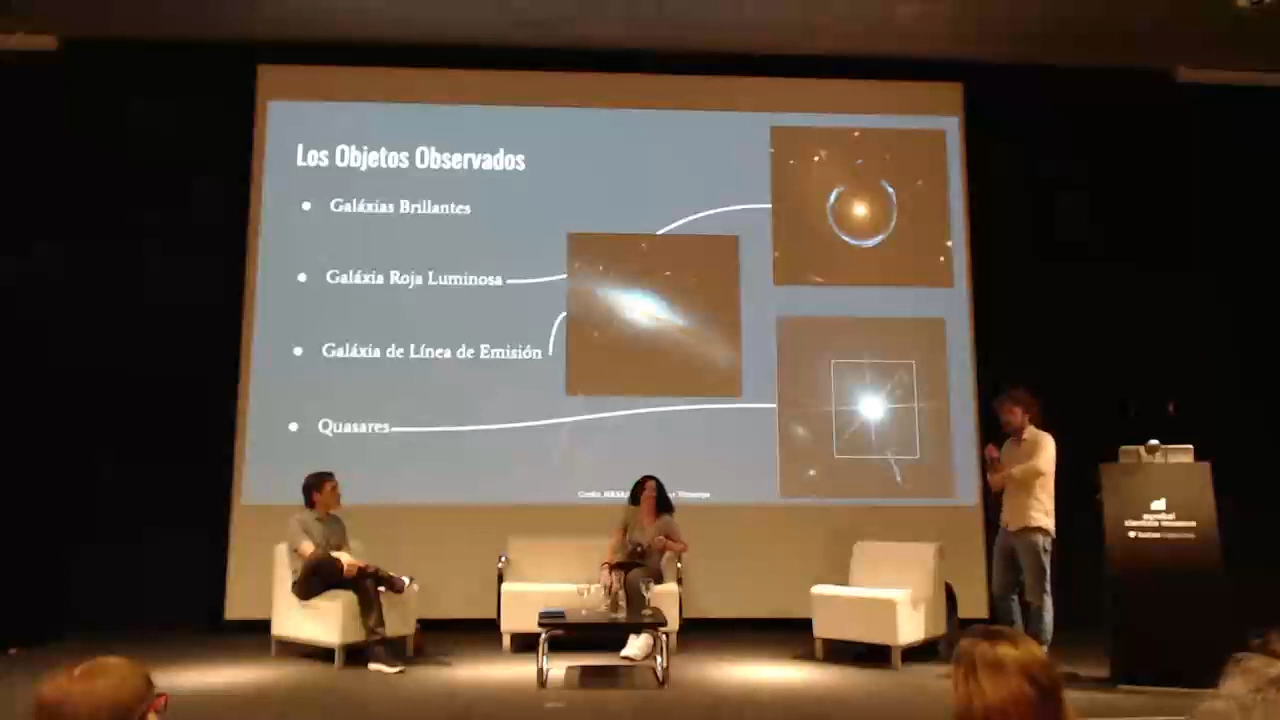 Los Objetos Observados
Galáxias Brillantes
Galáxia Roja Luminosa
Galáxia de Línea de Emisión
Quasares